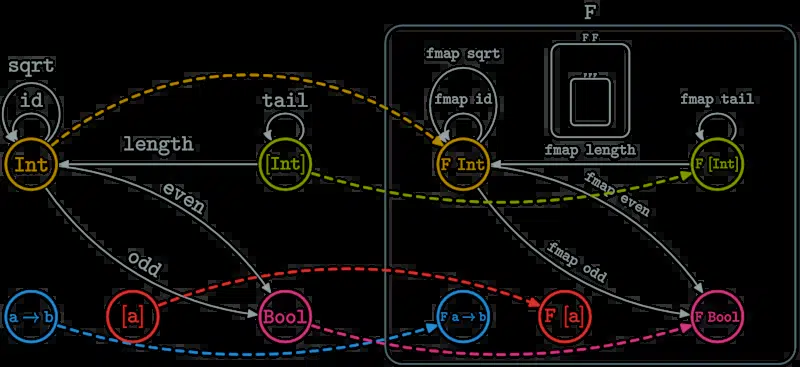 F
sqrt
fmap sqrt
F F
id
tail
fmap id
F F F
fmap tail
length
fmap length
Int
[Int]
F Int
F [Int]
even
fmap even
odd
fmap odd
a → b
[a]
Bool
F a → b
F [a]
F Bool